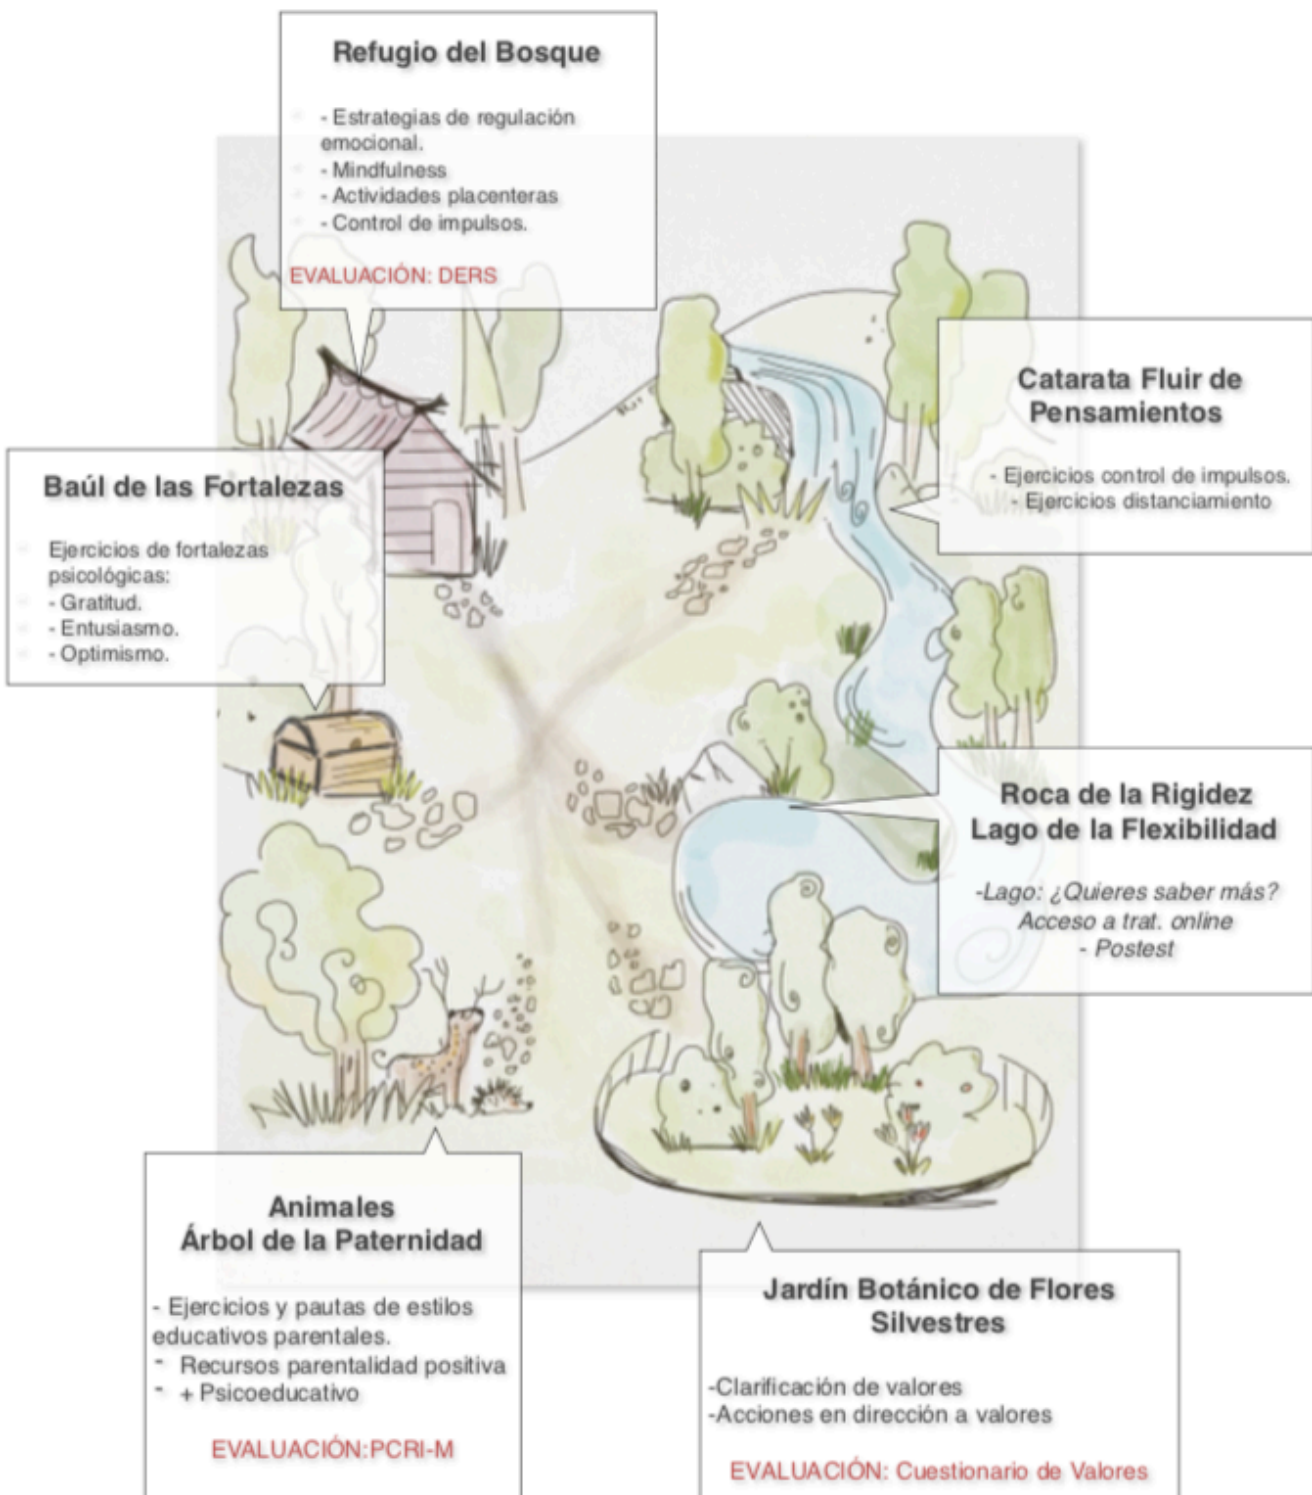 Refugio del Bosque
- Estrategias de regulación
emocional.
- Mindfulness
- Actividades placenteras
- Control de impulsos.
EVALUACIÓN: DERS
Catarata Fluir de
Pensamientos
- Ejercicios control de impulsos.
- Ejercicios distanciamiento
Baúl de las Fortalezas
Ejercicios de fortalezas
psicológicas:
- Gratitud.
- Entusiasmo.
- Optimismo.
Roca de la Rigidez
Lago de la Flexibilidad
-Lago: ¿Quieres saber más?
Acceso a trat. online
- Postest
Animales
Árbol de la Paternidad
- Ejercicios y pautas de estilos
educativos parentales.
- Recursos parentalidad positiva
- + Psicoeducativo
EVALUACIÓN:PCRI-M
Jardín Botánico de Flores
Silvestres
-Clarificación de valores
-Acciones en dirección a valores
EVALUACIÓN: Cuestionario de Valores